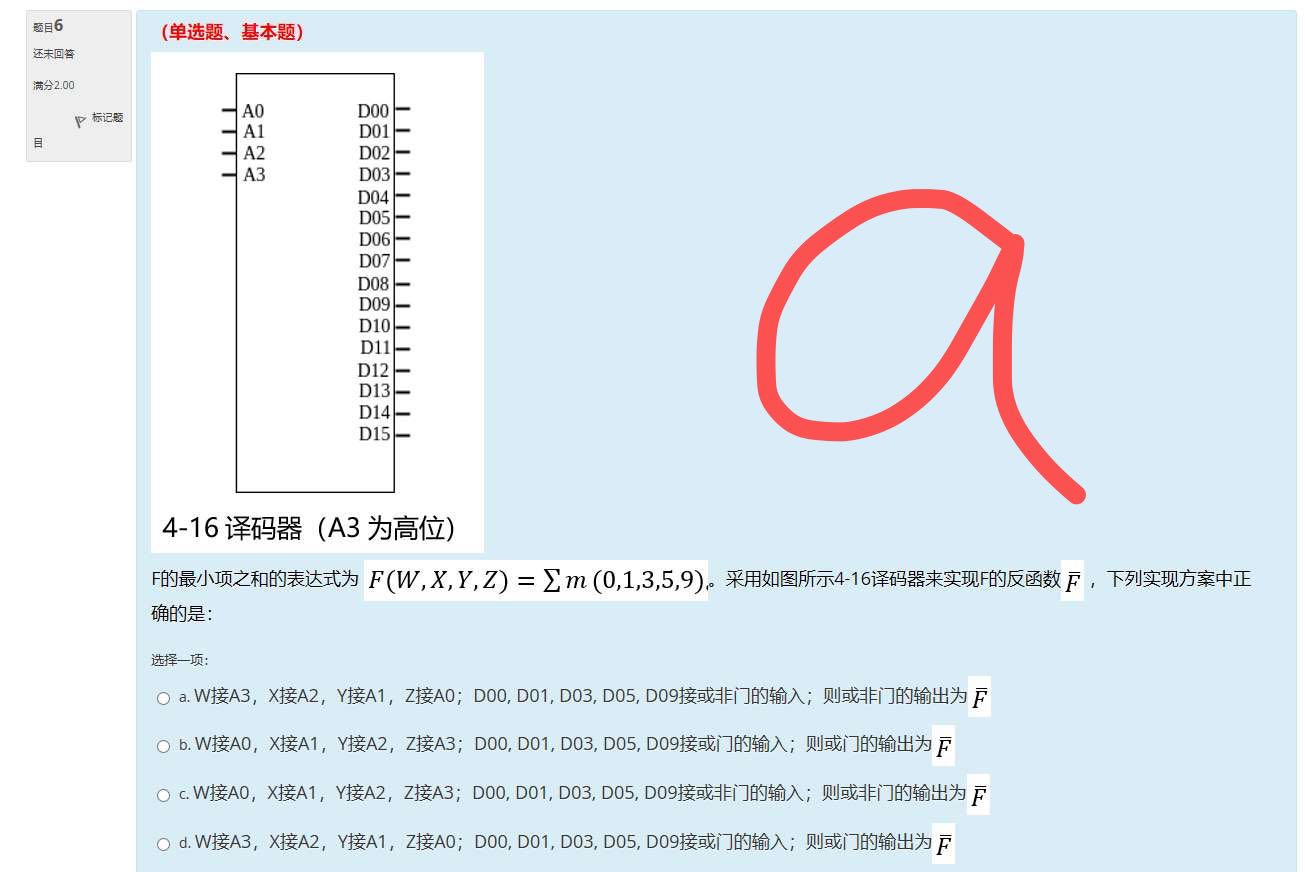 题目6
还未回答
满分2.00
标记题
目
(单选题、基本题)
A0 D00
A1 D01
A2 D02
A3 D03
D04
D05
D06
D07
D08
D09
D10
D11
D12
D13
D14
D15
4-16 译码器（A3 为高位）
a
F的最小项之和的表达式为 F(W,X,Y,Z) = ∑m (0,1,3,5,9)。采用如图所示4-16译码器来实现F的反函数F̅，下列实现方案中正
确的是：
选择一项：
a. W接A3，X接A2，Y接A1，Z接A0；D00, D01, D03, D05, D09接或非门的输入；则或非门的输出为F̅
b. W接A0，X接A1，Y接A2，Z接A3；D00, D01, D03, D05, D09接或门的输入；则或门的输出为F̅
c. W接A0，X接A1，Y接A2，Z接A3；D00, D01, D03, D05, D09接或非门的输入；则或非门的输出为F̅
d. W接A3，X接A2，Y接A1，Z接A0；D00, D01, D03, D05, D09接或门的输入；则或门的输出为F̅